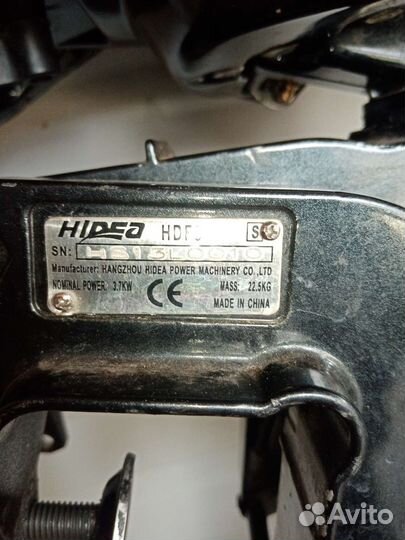 HIDEA HDF5 S
SN:
Manufacturer: HANGZHOU HIDEA POWER MACHINERY CO.,LTD
NOMINAL POWER: 3.7KW CE MASS: 22.5KG
MADE IN CHINA
Avito